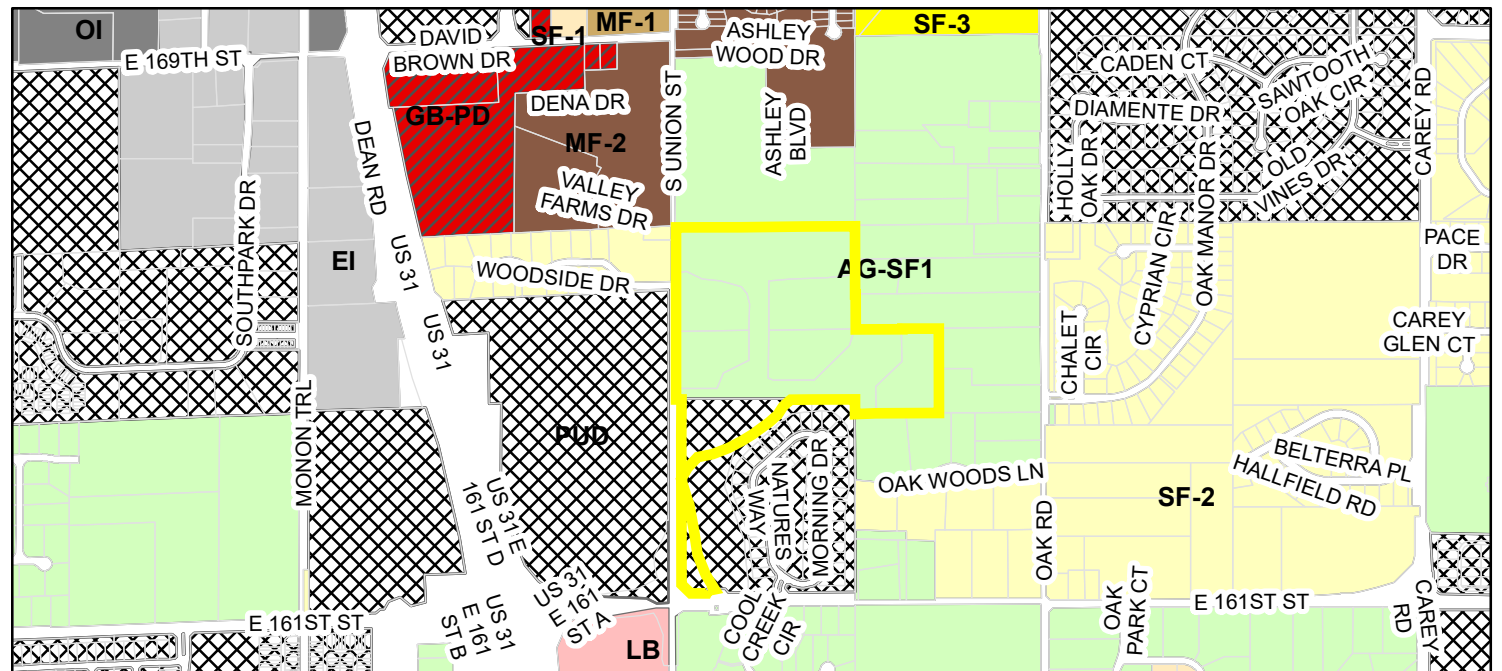 OI
E 169TH ST
DAVID
BROWN DR
SF-1
MF-1
ASHLEY
WOOD DR
SF-3
CADEN CT
SAWTOOTH
OAK CIR
CAREY RD
DIAMENTE DR
DENA DR
GB-PD
MF-2
DEAN RD
S UNION ST
ASHLEY
BLVD
HOLLY
OAK DR
OAK MANOR DR
OLD
VINES DR
VALLEY
FARMS DR
SOUTHPARK DR
EI
US 31
WOODSIDE DR
AG-SF1
CYPRIAN CIR
PACE
DR
US 31
CHALET
CIR
CAREY
GLEN CT
MONON TRL
PUD
NATURES
WAY
MORNING DR
OAK WOODS LN
SF-2
BELTERRA PL
HALLFIELD RD
US 31 E
161 ST D
OAK RD
US 31
E 161
ST A
E 161ST ST
US 31
E 161
ST B
LB
COOL
CREEK
CIR
OAK
PARK CT
E 161ST ST
CAREY
RD